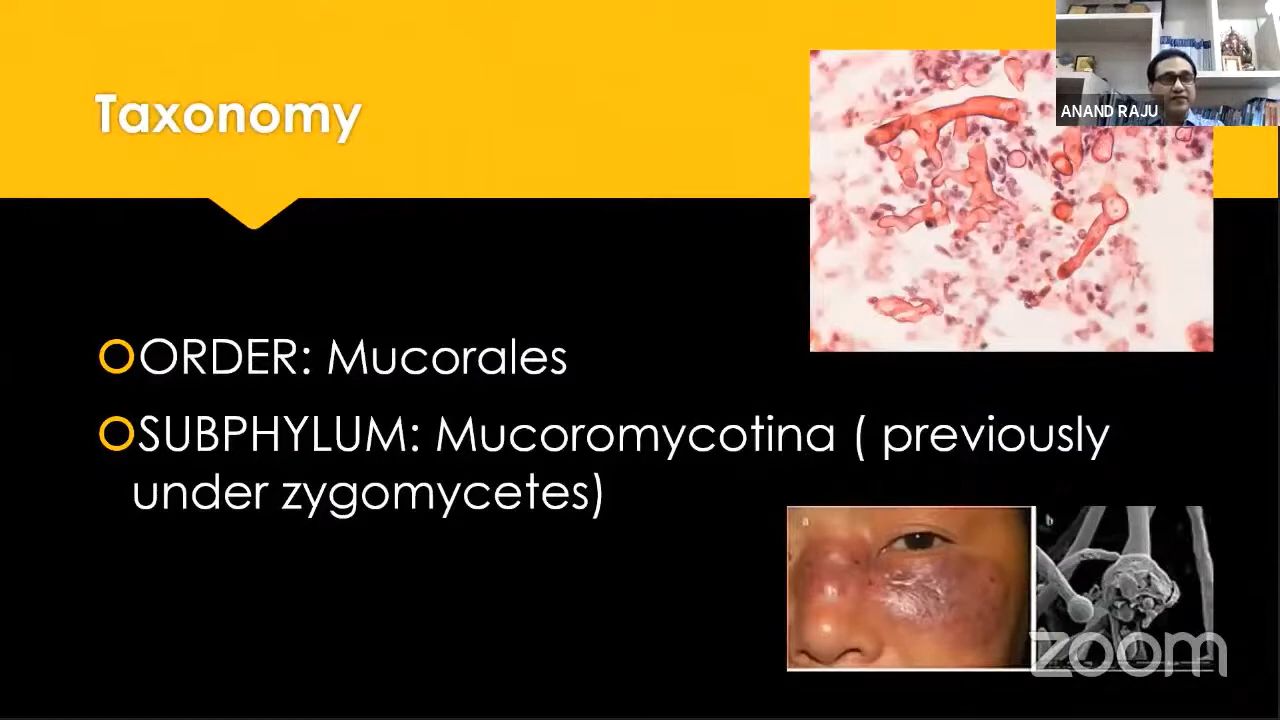 Taxonomy
ANAND RAJU
ORDER: Mucorales
SUBPHYLUM: Mucoromycotina ( previously
under zygomycetes)
a
b
zoom